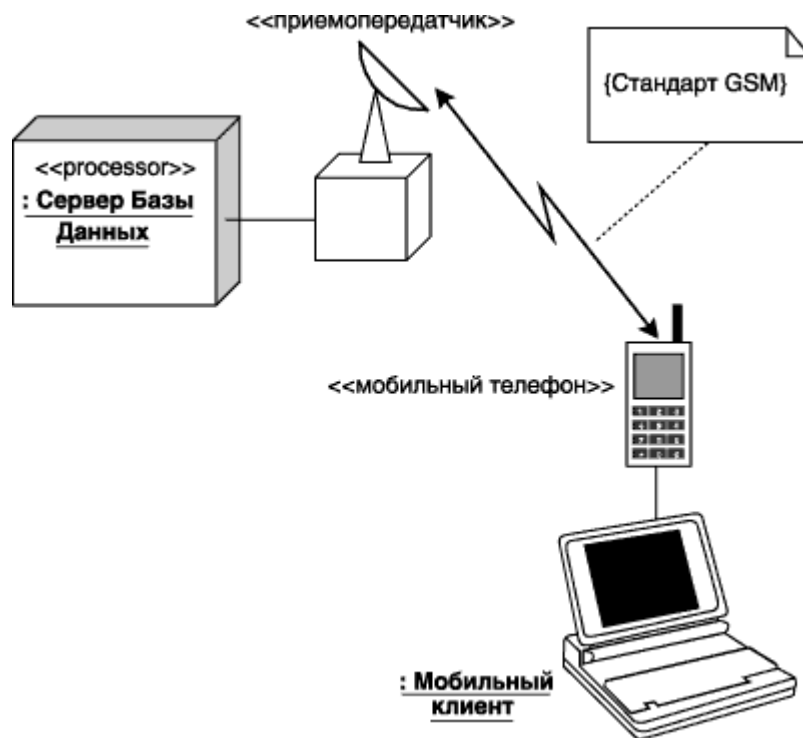 <<приемопередатчик>>
{Стандарт GSM}
<<processor>>
: Сервер Базы
Данных
<<мобильный телефон>>
: Мобильный
клиент